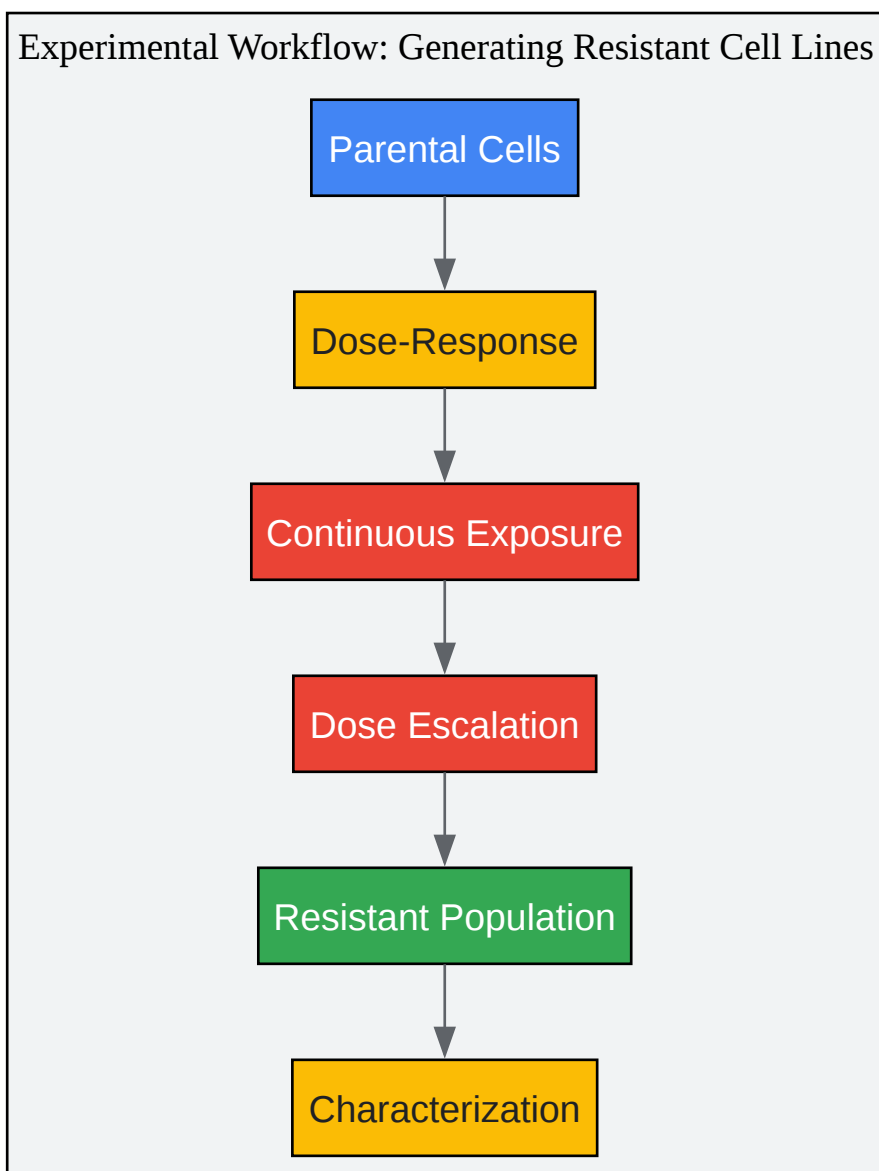 Experimental Workflow: Generating Resistant Cell Lines
Parental Cells
Dose-Response
Continuous Exposure
Dose Escalation
Resistant Population
Characterization